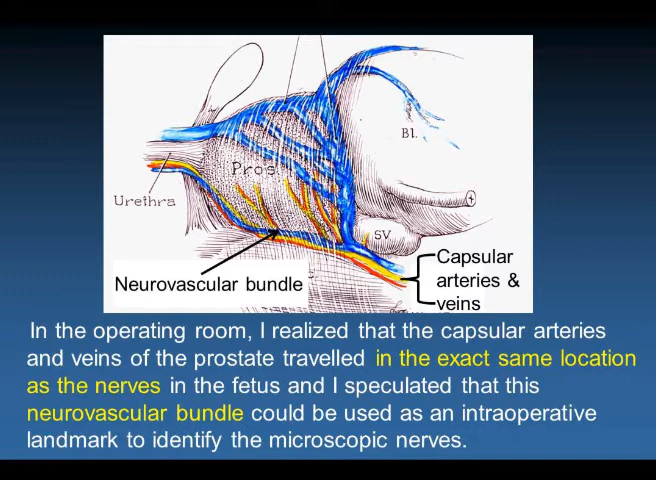 Bl.
Pros
Urethra
SV
Capsular
arteries &
veins
Neurovascular bundle
In the operating room, I realized that the capsular arteries
and veins of the prostate travelled in the exact same location
as the nerves in the fetus and I speculated that this
neurovascular bundle could be used as an intraoperative
landmark to identify the microscopic nerves.